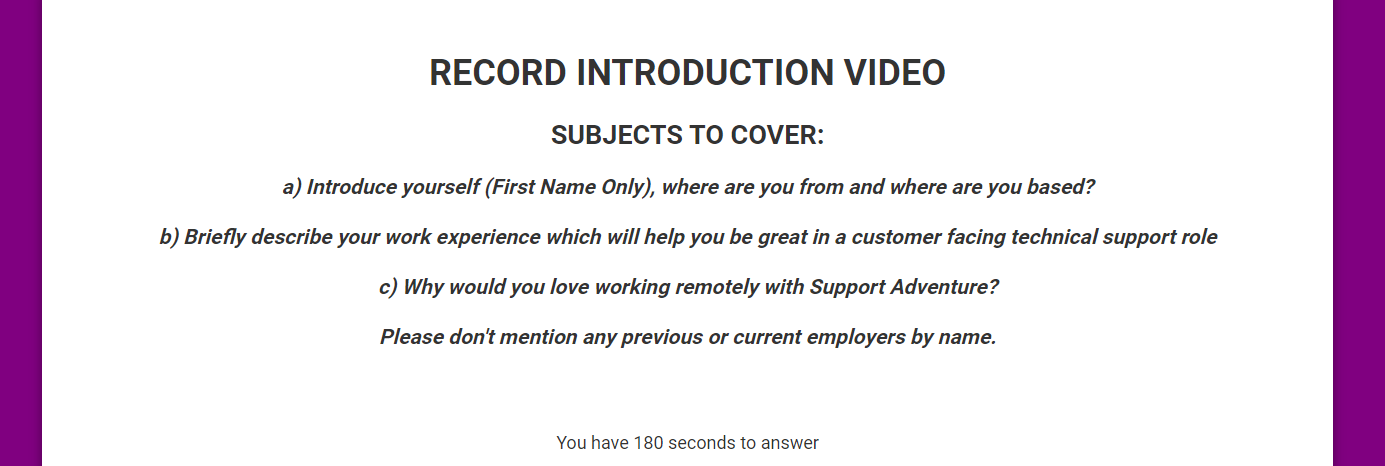 RECORD INTRODUCTION VIDEO
SUBJECTS TO COVER:
a) Introduce yourself (First Name Only), where are you from and where are you based?
b) Briefly describe your work experience which will help you be great in a customer facing technical support role
c) Why would you love working remotely with Support Adventure?
Please don't mention any previous or current employers by name.
You have 180 seconds to answer